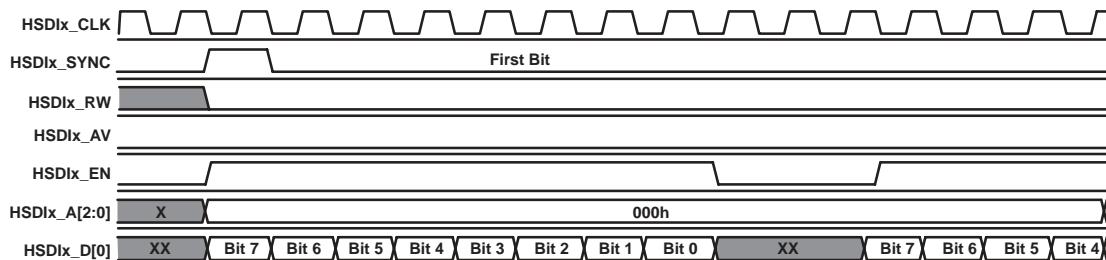 HSDIx_CLK
HSDIx_SYNC First Bit
HSDIx_RW
HSDIx_AV
HSDIx_EN
HSDIx_A[2:0] X 000h
HSDIx_D[0] XX Bit 7 Bit 6 Bit 5 Bit 4 Bit 3 Bit 2 Bit 1 Bit 0 XX Bit 7 Bit 6 Bit 5 Bit 4